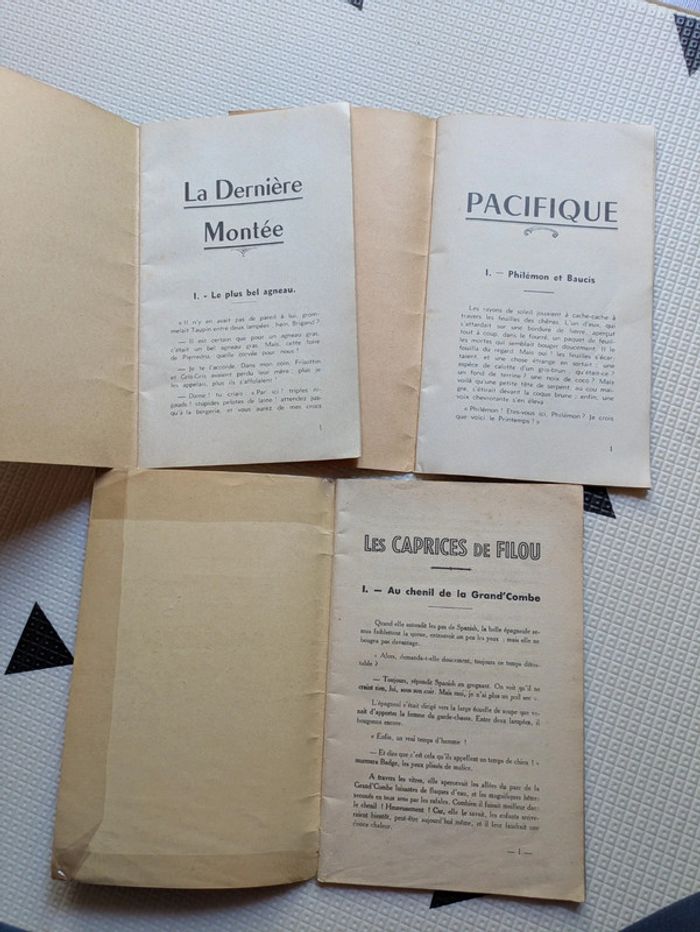 La Dernière
Montée
I. - Le plus bel agneau.
« Il n'y en avait pas de pareil à lui, grom-
melait Taupin entre deux lampées : hein, Brigand ?
— Il est certain que pour un agneau gras,
c'était un bel agneau gras. Mais, cette foire
de Pierredru, quelle corvée pour nous !
— Je te l'accorde. Dans mon coin, Frisottin
et Gris-Gris avaient perdu leur mère ; plus je
les appelais, plus ils s'affolaient !
— Dame ! tu criais : « Par ici ! triples ni-
gauds ! stupides pelotes de laine ! attendez jus-
qu'à la bergerie, et vous aurez de mes crocs
1
PACIFIQUE
I. — Philémon et Baucis
Les rayons de soleil jouaient à cache-cache à
travers les feuilles des chênes. L'un d'eux, qui
s'attardait sur une bordure de lierre, aperçut
tout à coup, dans le fourré, un paquet de feuil-
les mortes qui semblait bouger doucement. Il le
fouilla du regard. Mais oui ! les feuilles s'écar-
taient, et une chose étrange en sortait : une
espèce de calotte d'un gris-brun ; qu'était-ce ?
un fond de terrine ? une noix de coco ? Mais
voilà qu'une petite tête de serpent, au cou mai-
gre, s'étirait devant la coque brune ; enfin, une
voix chevrotante s'en éleva :
« Philémon ! Etes-vous ici, Philémon ? Je crois
que voici le Printemps ! »
1
LES CAPRICES DE FILOU
I. — Au chenil de la Grand'Combe
Quand elle entendit les pas de Spanish, la belle épagneule re-
mua faiblement la queue, entrouvrit un peu les yeux ; mais elle ne
bougea pas davantage.
« Alors, demanda-t-elle doucement, toujours ce temps détes-
table ?
— Toujours, répondit Spanish en grognant. On voit qu'il ne
craint rien, lui, sous son cuir. Mais moi, je n'ai plus un poil sec ».
L'épagneul s'était dirigé vers la large écuelle de soupe que ve-
nait d'apporter la femme du garde-chasse. Entre deux lampées, il
bougonna encore.
« Enfin, un vrai temps d'homme !
— Et dire que c'est cela qu'ils appellent un temps de chien ! »
murmura Badge, les yeux plissés de malice.
A travers les vitres, elle apercevait les allées du parc de la
Grand'Combe luisantes de flaques d'eau, et les magnifiques hêtres
secoués en tous sens par les rafales. Combien il faisait meilleur dans
le chenil ! Heureusement ! Car, elle le savait, les enfants arrive-
raient bientôt, peut-être aujourd'hui même, et il leur faudrait une
douce chaleur.
— 1 —